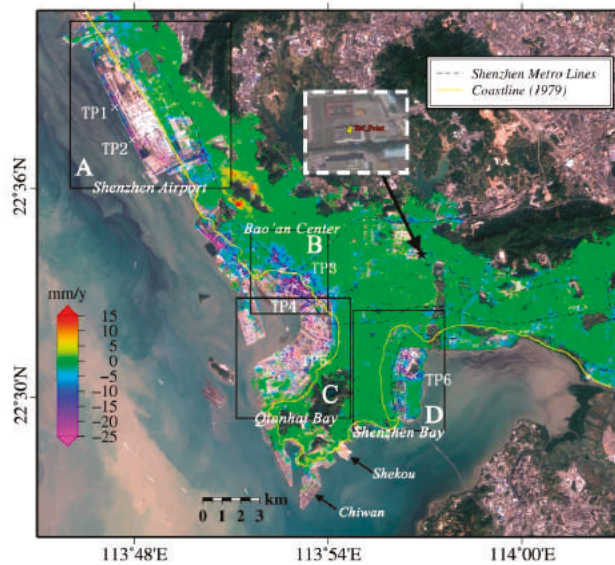 Shenzhen Metro Lines
Coastline (1979)
Ref_Point
TP1
TP2
A
Shenzhen Airport
22°36'N
Bao'an Center
B
TP3
mm/y
15
10
5
0
−5
−10
−15
−20
−25
TP4
TP5
TP6
22°30'N
C
D
Qianhai Bay
Shenzhen Bay
Shekou
km
0 1 2 3
Chiwan
113°48'E
113°54'E
114°00'E